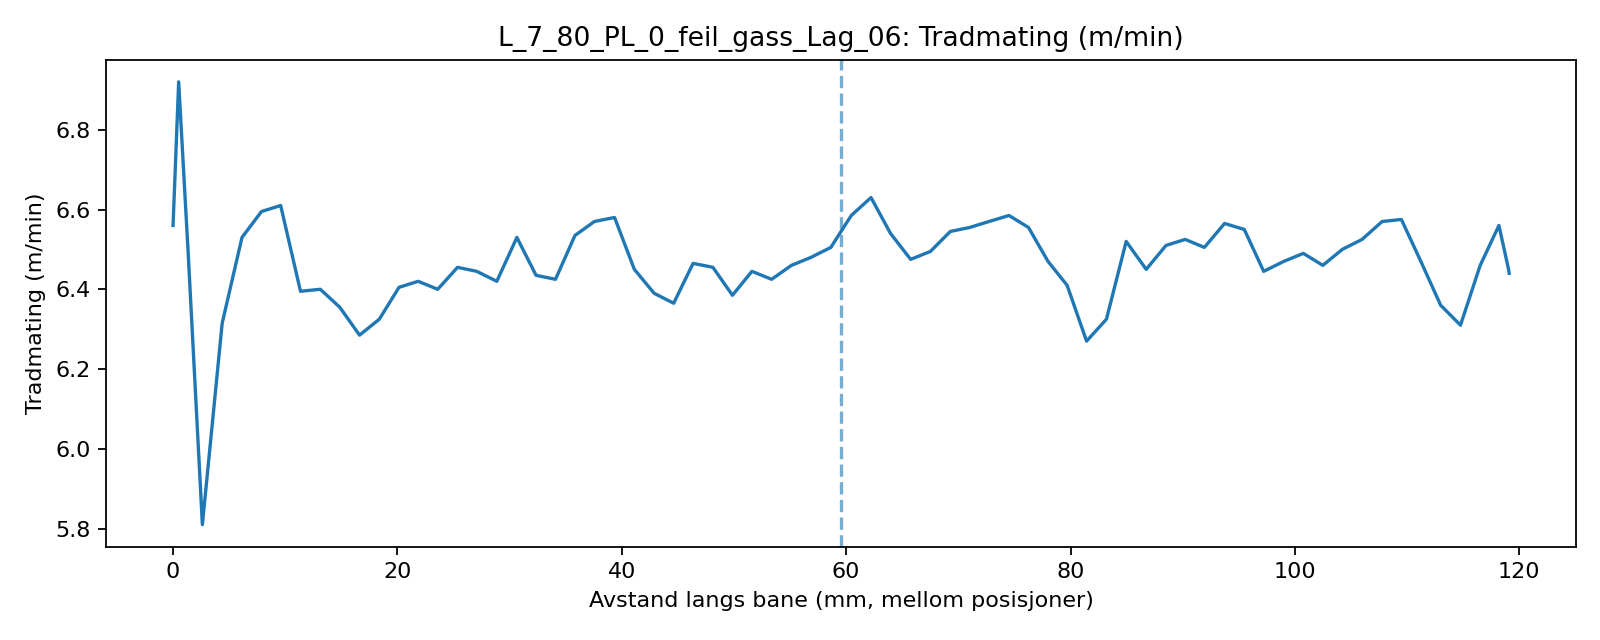 L_7_80_PL_0_feil_gass_Lag_06: Tradmating (m/min)
Tradmating (m/min)
6.8
6.6
6.4
6.2
6.0
5.8
0 20 40 60 80 100 120
Avstand langs bane (mm, mellom posisjoner)